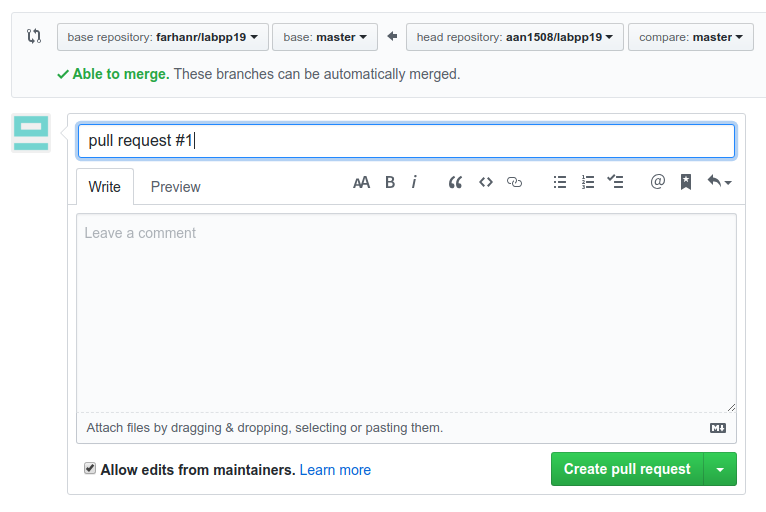 base repository: farhanr/labpp19 base: master head repository: aan1508/labpp19 compare: master
Able to merge. These branches can be automatically merged.
pull request #1
Write Preview AA B i @
Leave a comment
Attach files by dragging & dropping, selecting or pasting them. M
Allow edits from maintainers. Learn more Create pull request